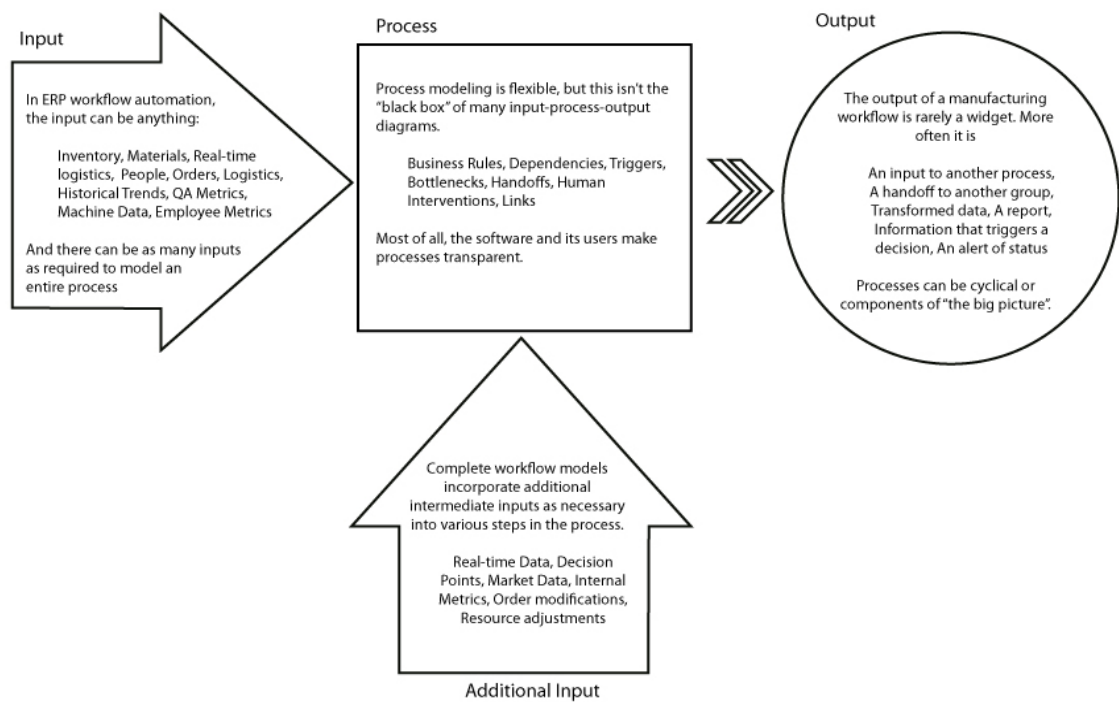 Input
In ERP workflow automation,
the input can be anything:
Inventory, Materials, Real-time
logistics, People, Orders, Logistics,
Historical Trends, QA Metrics,
Machine Data, Employee Metrics
And there can be as many inputs
as required to model an
entire process
Process
Process modeling is flexible, but this isn't the
"black box" of many input-process-output
diagrams.
Business Rules, Dependencies, Triggers,
Bottlenecks, Handoffs, Human
Interventions, Links
Most of all, the software and its users make
processes transparent.
Output
The output of a manufacturing
workflow is rarely a widget. More
often it is
An input to another process,
A handoff to another group,
Transformed data, A report,
Information that triggers a
decision, An alert of status
Processes can be cyclical or
components of "the big picture".
Complete workflow models
incorporate additional
intermediate inputs as necessary
into various steps in the process.
Real-time Data, Decision
Points, Market Data, Internal
Metrics, Order modifications,
Resource adjustments
Additional Input